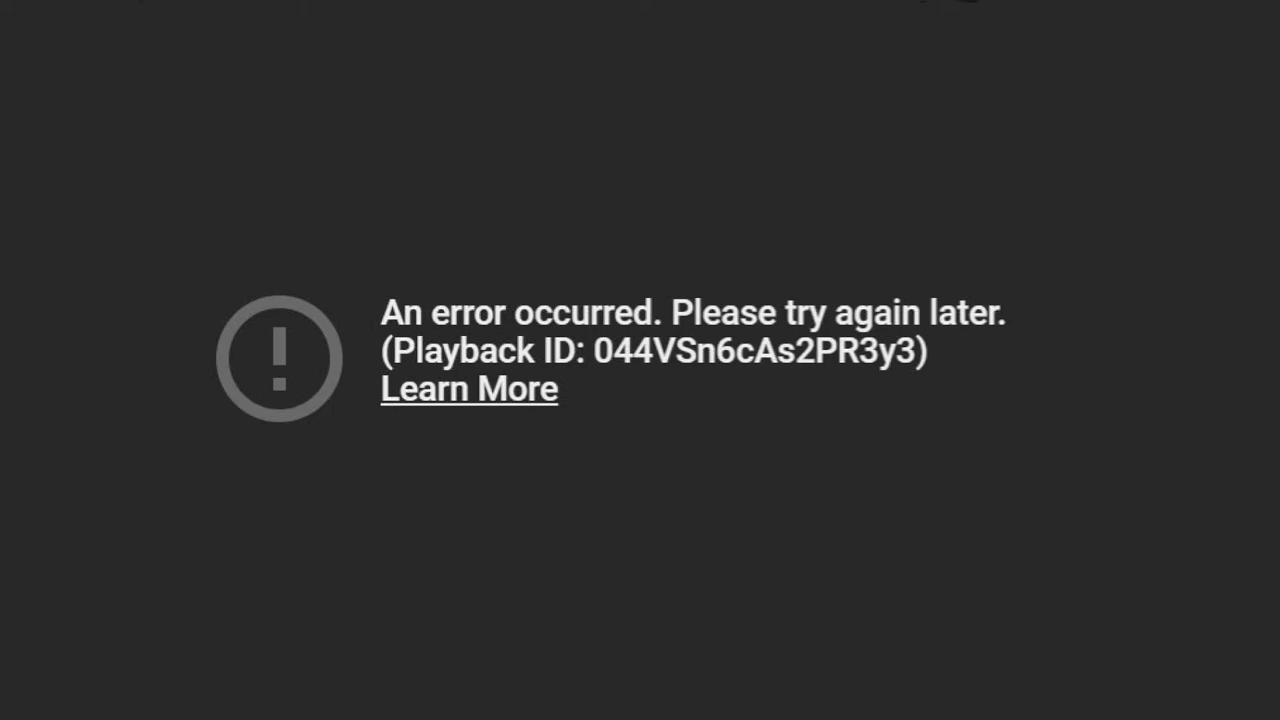 An error occurred. Please try again later.
(Playback ID: 044VSn6cAs2PR3y3)
Learn More